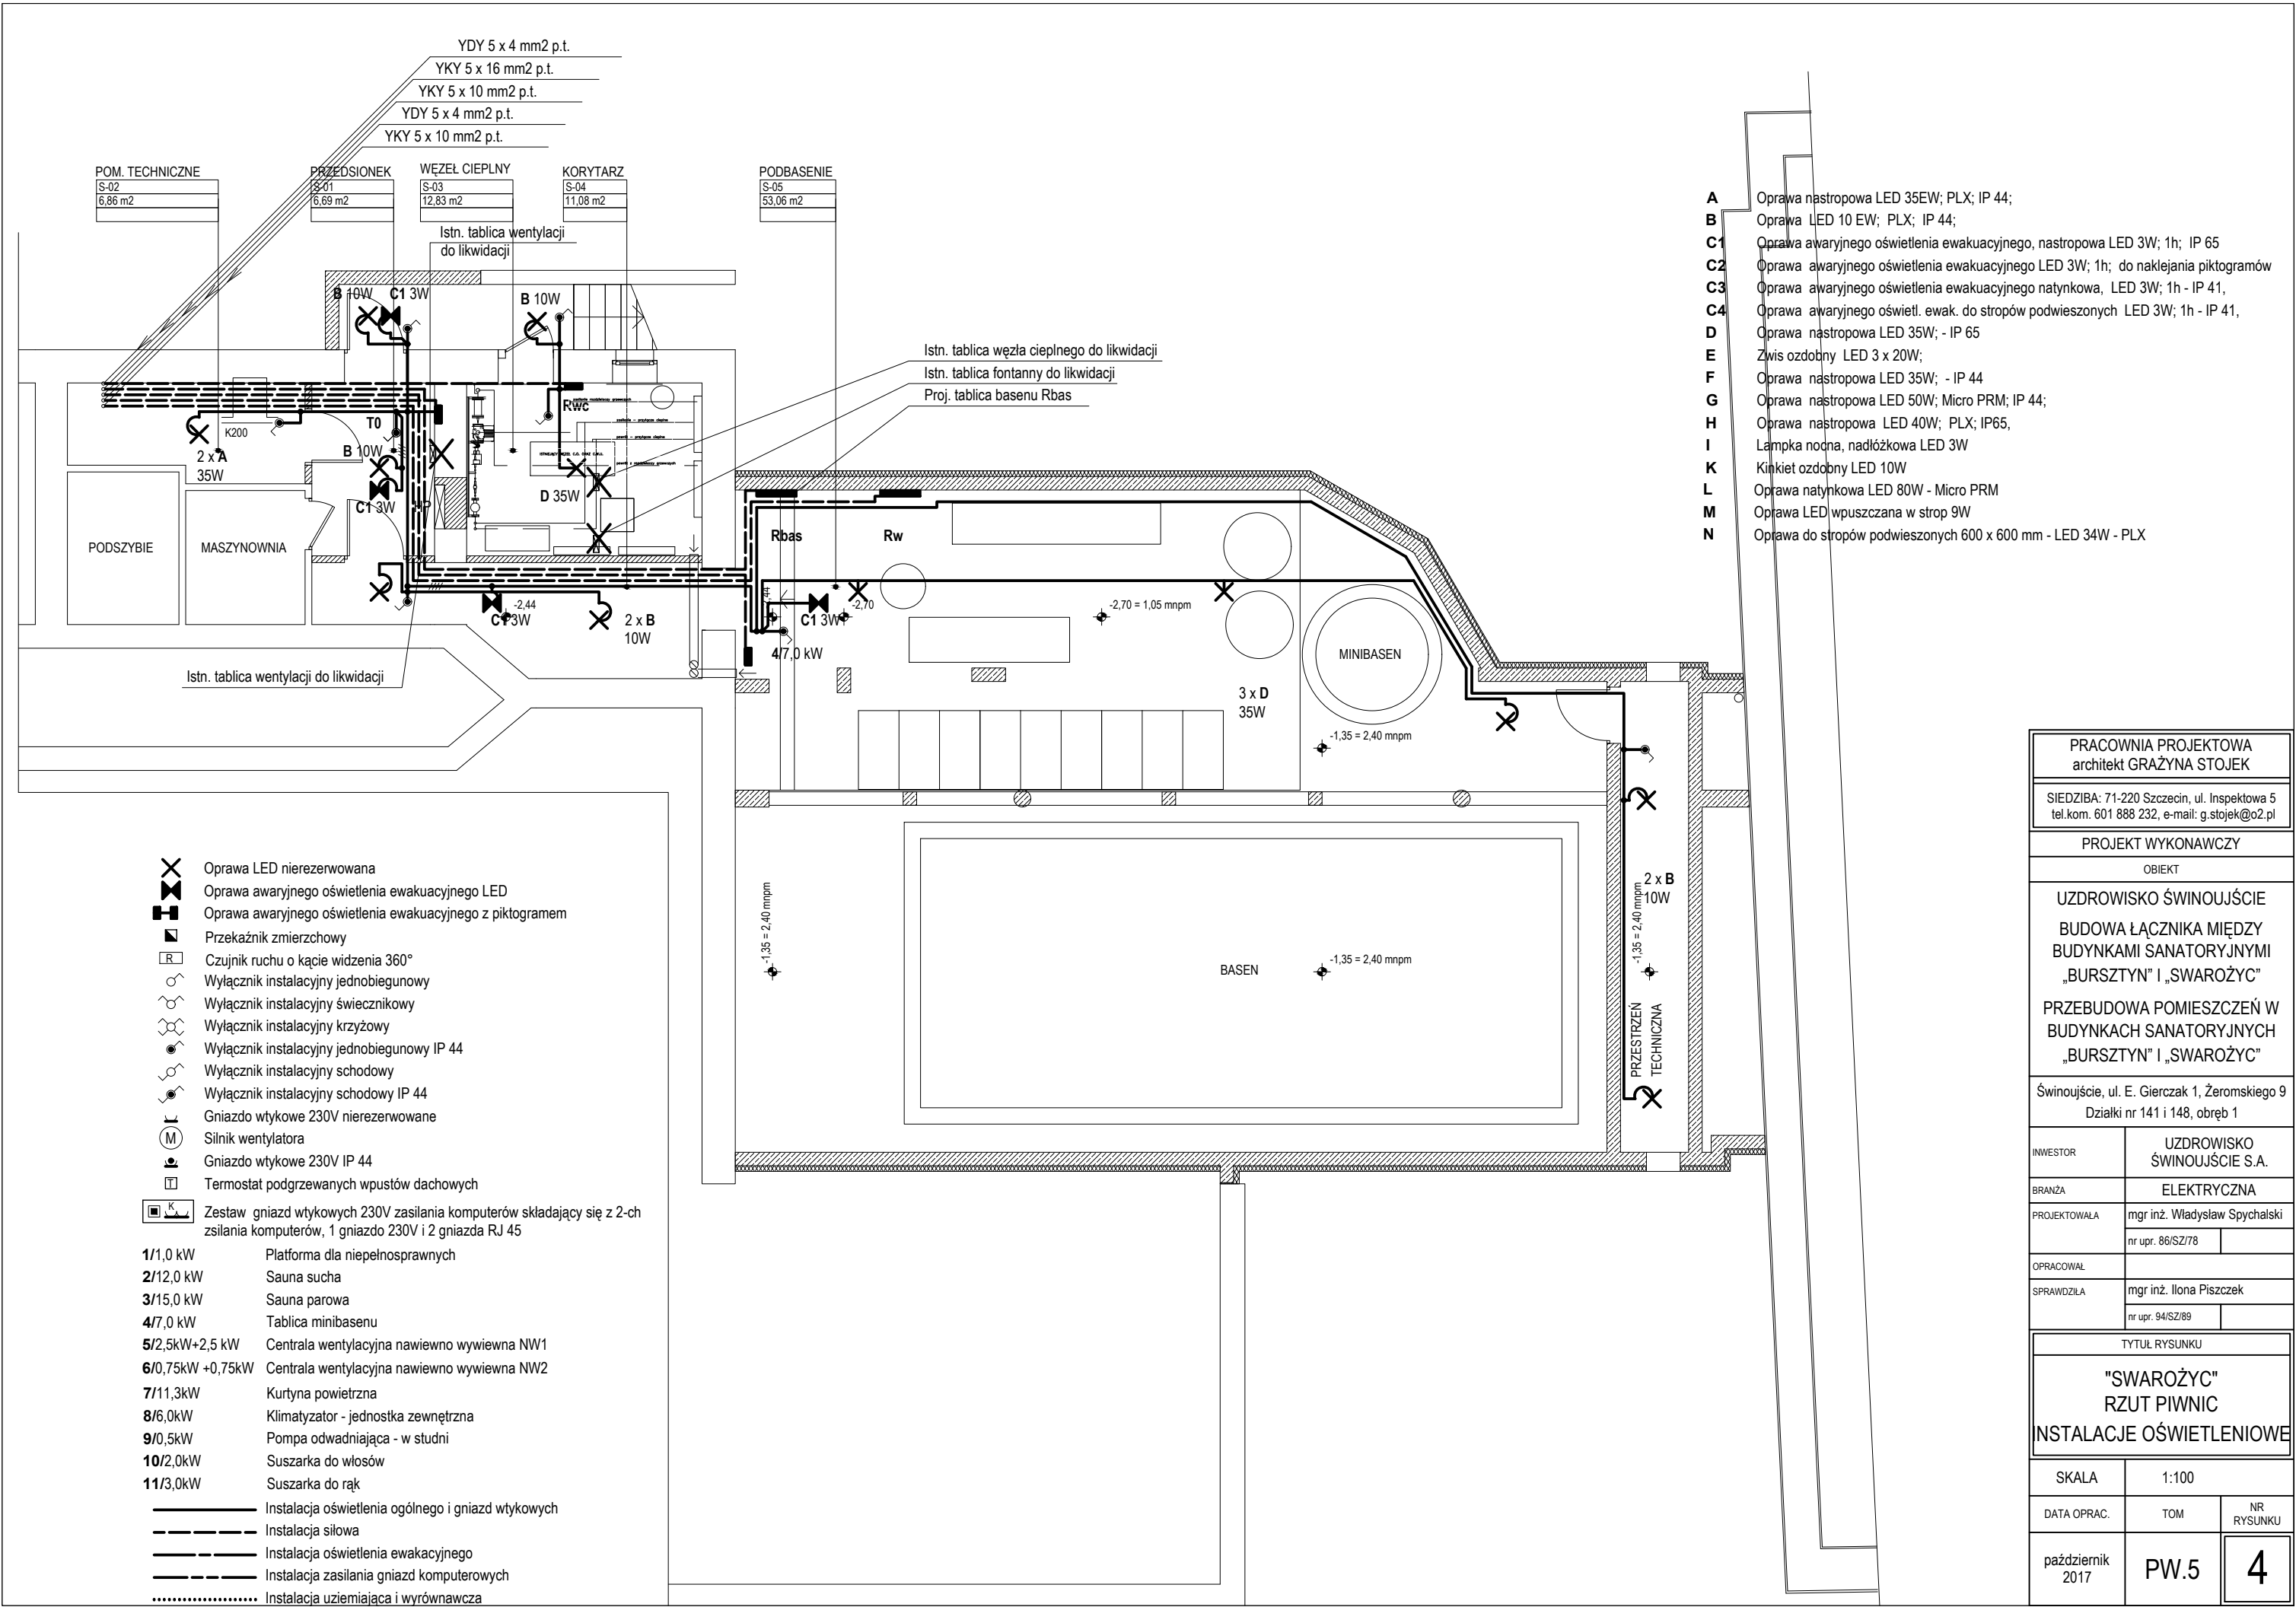 YDY 5 x 4 mm2 p.t.
YKY 5 x 16 mm2 p.t.
YKY 5 x 10 mm2 p.t.
YDY 5 x 4 mm2 p.t.
YKY 5 x 10 mm2 p.t.
POM. TECHNICZNE
S-02
6,86 m2
PRZEDSIONEK
S-01
6,69 m2
WĘZEŁ CIEPLNY
S-03
12,83 m2
KORYTARZ
S-04
11,08 m2
PODBASENIE
S-05
53,06 m2
Istn. tablica wentylacji
do likwidacji
B 10W
C1 3W
B 10W
Istn. tablica węzła cieplnego do likwidacji
Istn. tablica fontanny do likwidacji
Proj. tablica basenu Rbas
Rwc
K200
T0
2 x A
35W
B 10W
C1 3W
D 35W
PODSZYBIE
MASZYNOWNIA
Rbas
Rw
-2,44
C1 3W
2 x B
10W
-2,44
C1 3W
-2,70
-2,70 = 1,05 mnpm
4/7,0 kW
MINIBASEN
3 x D
35W
-1,35 = 2,40 mnpm
Istn. tablica wentylacji do likwidacji
-1,35 = 2,40 mnpm
BASEN
-1,35 = 2,40 mnpm
2 x B
10W
-1,35 = 2,40 mnpm
PRZESTRZEŃ
TECHNICZNA
A Oprawa nastropowa LED 35EW; PLX; IP 44;
B Oprawa LED 10 EW; PLX; IP 44;
C1 Oprawa awaryjnego oświetlenia ewakuacyjnego, nastropowa LED 3W; 1h; IP 65
C2 Oprawa awaryjnego oświetlenia ewakuacyjnego LED 3W; 1h; do naklejania piktogramów
C3 Oprawa awaryjnego oświetlenia ewakuacyjnego natynkowa, LED 3W; 1h - IP 41,
C4 Oprawa awaryjnego oświetl. ewak. do stropów podwieszonych LED 3W; 1h - IP 41,
D Oprawa nastropowa LED 35W; - IP 65
E Zwis ozdobny LED 3 x 20W;
F Oprawa nastropowa LED 35W; - IP 44
G Oprawa nastropowa LED 50W; Micro PRM; IP 44;
H Oprawa nastropowa LED 40W; PLX; IP65,
I Lampka nocna, nadłóżkowa LED 3W
K Kinkiet ozdobny LED 10W
L Oprawa natynkowa LED 80W - Micro PRM
M Oprawa LED wpuszczana w strop 9W
N Oprawa do stropów podwieszonych 600 x 600 mm - LED 34W - PLX
Oprawa LED nierezerwowana
Oprawa awaryjnego oświetlenia ewakuacyjnego LED
Oprawa awaryjnego oświetlenia ewakuacyjnego z piktogramem
Przekaźnik zmierzchowy
R Czujnik ruchu o kącie widzenia 360°
Wyłącznik instalacyjny jednobiegunowy
Wyłącznik instalacyjny świecznikowy
Wyłącznik instalacyjny krzyżowy
Wyłącznik instalacyjny jednobiegunowy IP 44
Wyłącznik instalacyjny schodowy
Wyłącznik instalacyjny schodowy IP 44
Gniazdo wtykowe 230V nierezerwowane
M Silnik wentylatora
Gniazdo wtykowe 230V IP 44
T Termostat podgrzewanych wpustów dachowych
K Zestaw gniazd wtykowych 230V zasilania komputerów składający się z 2-ch
zsilania komputerów, 1 gniazdo 230V i 2 gniazda RJ 45
1/1,0 kW Platforma dla niepełnosprawnych
2/12,0 kW Sauna sucha
3/15,0 kW Sauna parowa
4/7,0 kW Tablica minibasenu
5/2,5kW+2,5 kW Centrala wentylacyjna nawiewno wywiewna NW1
6/0,75kW +0,75kW Centrala wentylacyjna nawiewno wywiewna NW2
7/11,3kW Kurtyna powietrzna
8/6,0kW Klimatyzator - jednostka zewnętrzna
9/0,5kW Pompa odwadniająca - w studni
10/2,0kW Suszarka do włosów
11/3,0kW Suszarka do rąk
Instalacja oświetlenia ogólnego i gniazd wtykowych
Instalacja siłowa
Instalacja oświetlenia ewakacyjnego
Instalacja zasilania gniazd komputerowych
Instalacja uziemiająca i wyrównawcza
PRACOWNIA PROJEKTOWA
architekt GRAŻYNA STOJEK
SIEDZIBA: 71-220 Szczecin, ul. Inspektowa 5
tel.kom. 601 888 232, e-mail: g.stojek@o2.pl
PROJEKT WYKONAWCZY
OBIEKT
UZDROWISKO ŚWINOUJŚCIE
BUDOWA ŁĄCZNIKA MIĘDZY
BUDYNKAMI SANATORYJNYMI
„BURSZTYN” I „SWAROŻYC”
PRZEBUDOWA POMIESZCZEŃ W
BUDYNKACH SANATORYJNYCH
„BURSZTYN” I „SWAROŻYC”
Świnoujście, ul. E. Gierczak 1, Żeromskiego 9
Działki nr 141 i 148, obręb 1
INWESTOR
UZDROWISKO
ŚWINOUJŚCIE S.A.
BRANŻA
ELEKTRYCZNA
PROJEKTOWAŁA
mgr inż. Władysław Spychalski
nr upr. 86/SZ/78
OPRACOWAŁ
SPRAWDZIŁA
mgr inż. Ilona Piszczek
nr upr. 94/SZ/89
TYTUŁ RYSUNKU
"SWAROŻYC"
RZUT PIWNIC
INSTALACJE OŚWIETLENIOWE
SKALA
1:100
DATA OPRAC.
TOM
NR
RYSUNKU
październik
2017
PW.5
4